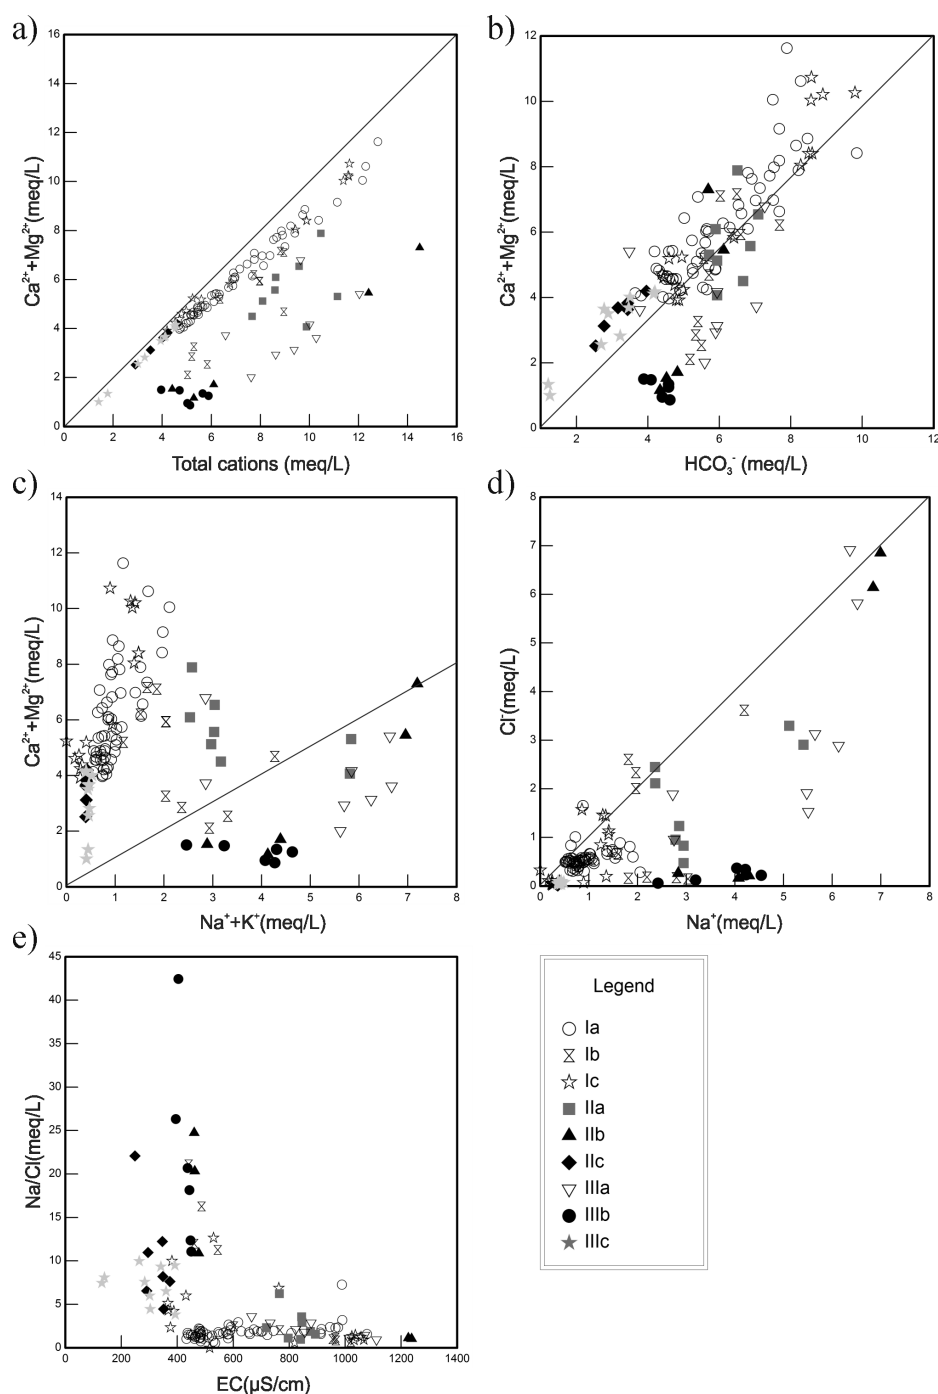 a)
16
14
12
10
8
6
4
2
0
Ca²⁺+Mg²⁺(meq/L)
0 2 4 6 8 10 12 14 16
Total cations (meq/L)
b)
12
10
8
6
4
2
0
Ca²⁺+Mg²⁺(meq/L)
2 4 6 8 10 12
HCO₃⁻ (meq/L)
c)
14
12
10
8
6
4
2
0
Ca²⁺+Mg²⁺(meq/L)
0 1 2 3 4 5 6 7 8
Na⁺+K⁺(meq/L)
d)
8
7
6
5
4
3
2
1
0
Cl⁻(meq/L)
0 1 2 3 4 5 6 7 8
Na⁺(meq/L)
e)
45
40
35
30
25
20
15
10
5
0
Na/Cl(meq/L)
0 200 400 600 800 1000 1200 1400
EC(µS/cm)
Legend
Ia
Ib
Ic
IIa
IIb
IIc
IIIa
IIIb
IIIc